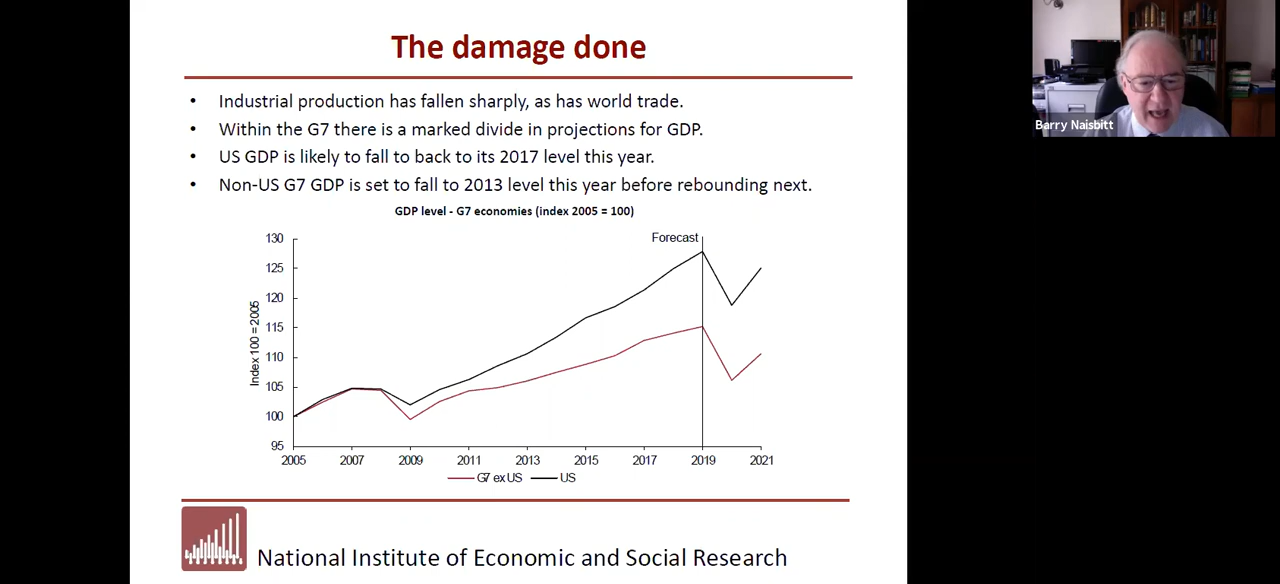 The damage done
• Industrial production has fallen sharply, as has world trade.
• Within the G7 there is a marked divide in projections for GDP.
• US GDP is likely to fall to back to its 2017 level this year.
• Non-US G7 GDP is set to fall to 2013 level this year before rebounding next.
GDP level - G7 economies (index 2005 = 100)
Forecast
130
125
120
115
110
105
100
95
Index 100 = 2005
2005 2007 2009 2011 2013 2015 2017 2019 2021
G7 ex US US
National Institute of Economic and Social Research
Barry Naisbitt